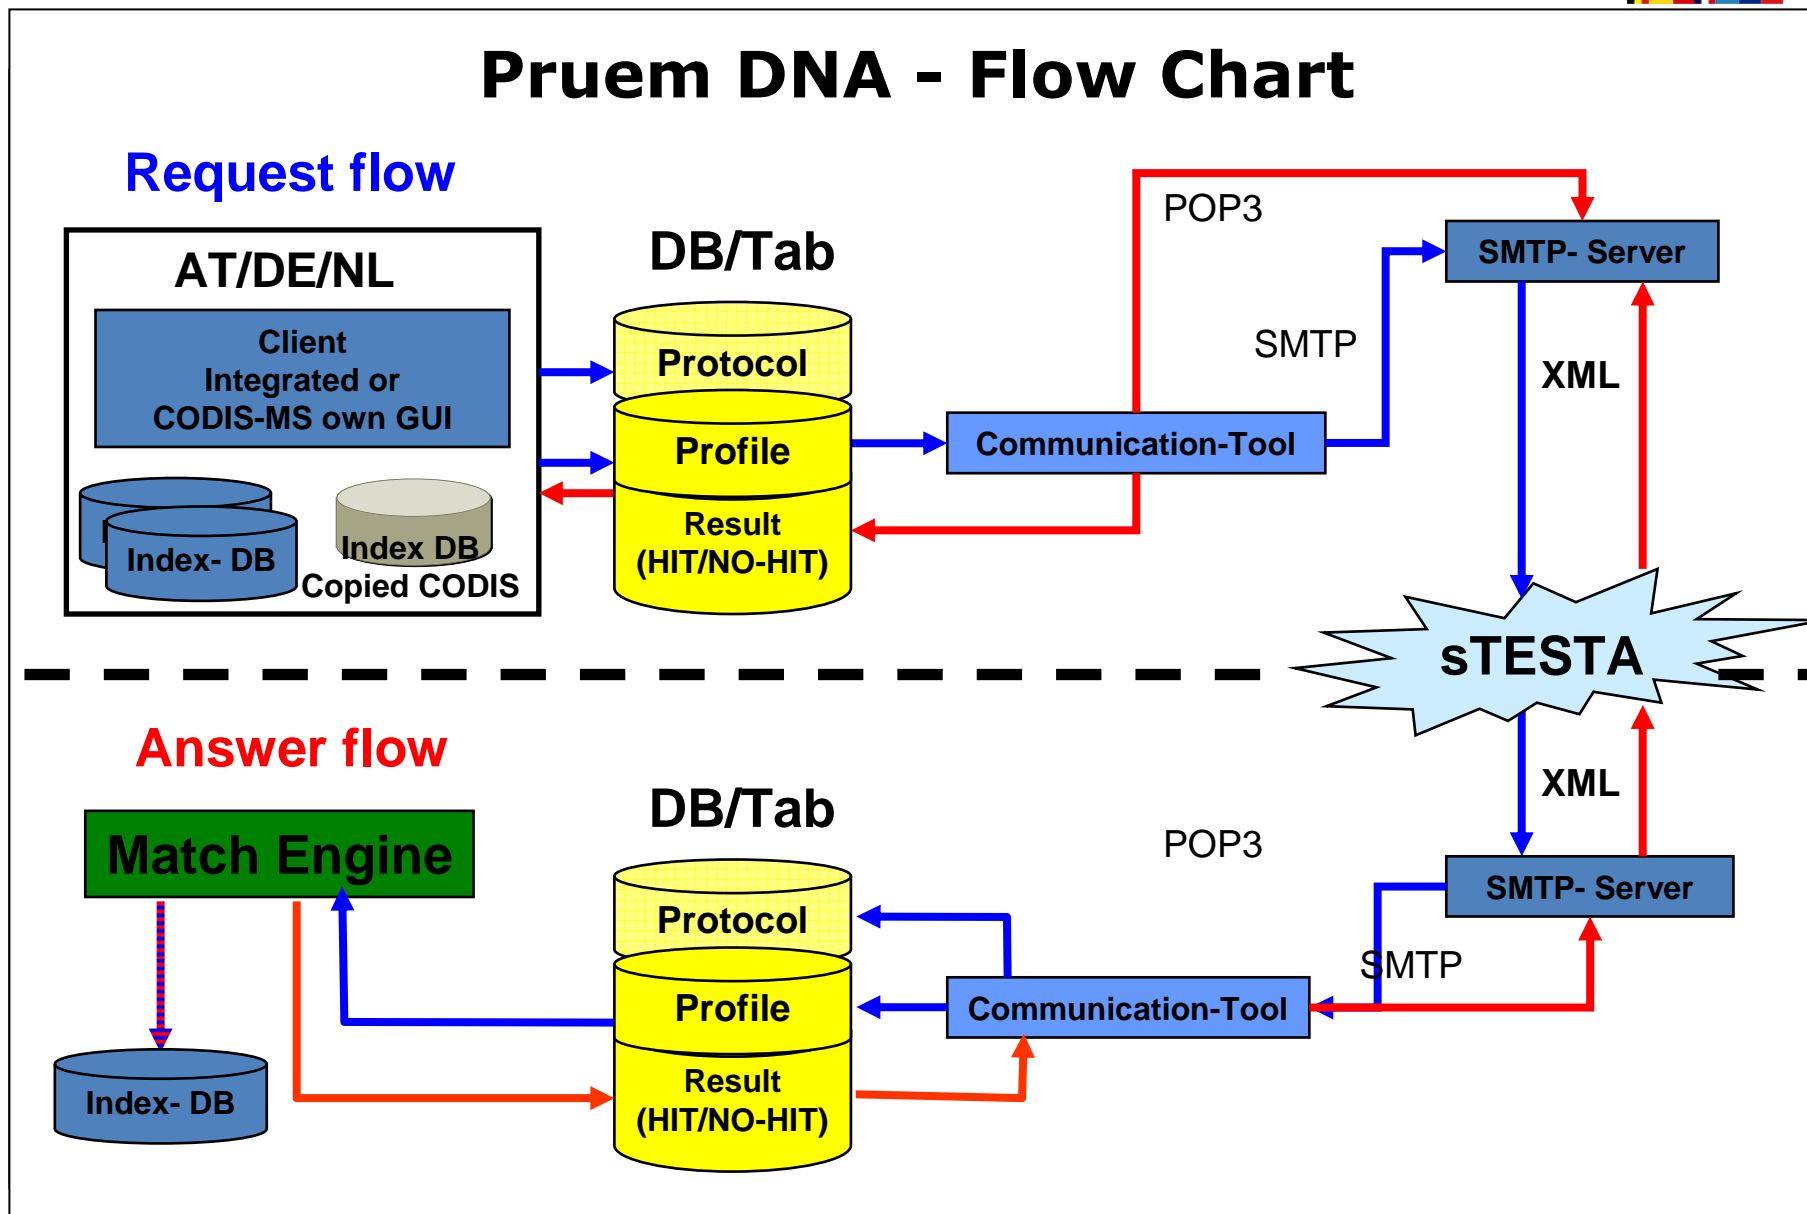 Pruem DNA - Flow Chart
Request flow
AT/DE/NL
Client
Integrated or
CODIS-MS own GUI
Index- DB
Index DB
Copied CODIS
DB/Tab
Protocol
Profile
Result
(HIT/NO-HIT)
Communication-Tool
POP3
SMTP
SMTP- Server
XML
sTESTA
Answer flow
Match Engine
Index- DB
DB/Tab
Protocol
Profile
Result
(HIT/NO-HIT)
Communication-Tool
POP3
SMTP
SMTP- Server
XML